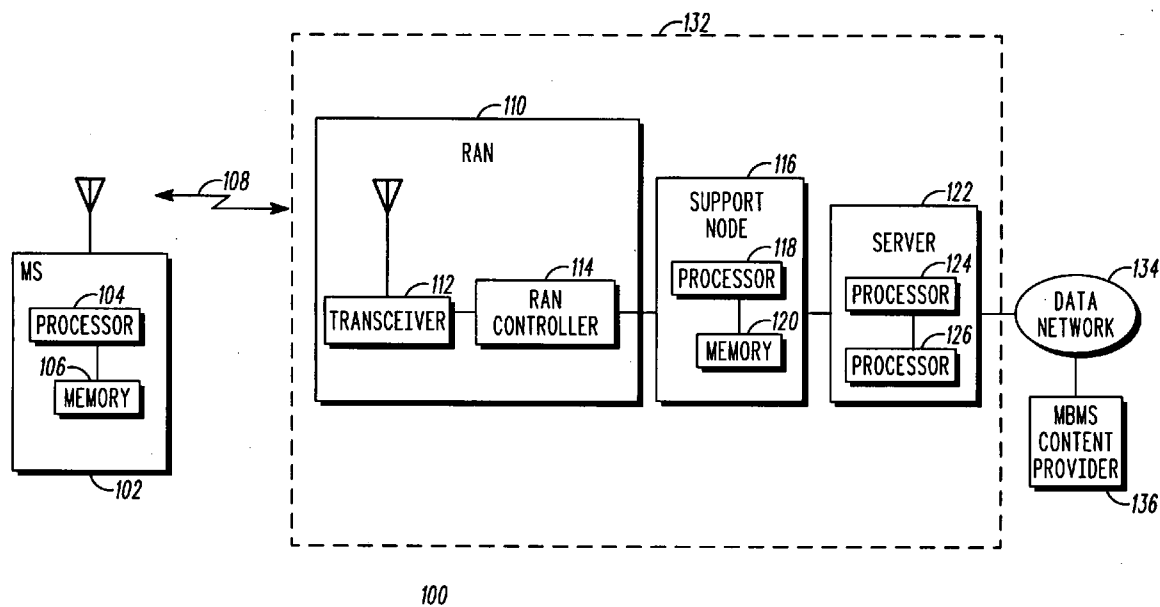 132
110
RAN
108
116
SUPPORT
NODE
122
SERVER
MS
104
PROCESSOR
106
MEMORY
102
112
TRANSCEIVER
114
RAN
CONTROLLER
118
PROCESSOR
120
MEMORY
124
PROCESSOR
126
PROCESSOR
134
DATA
NETWORK
MBMS
CONTENT
PROVIDER
136
100